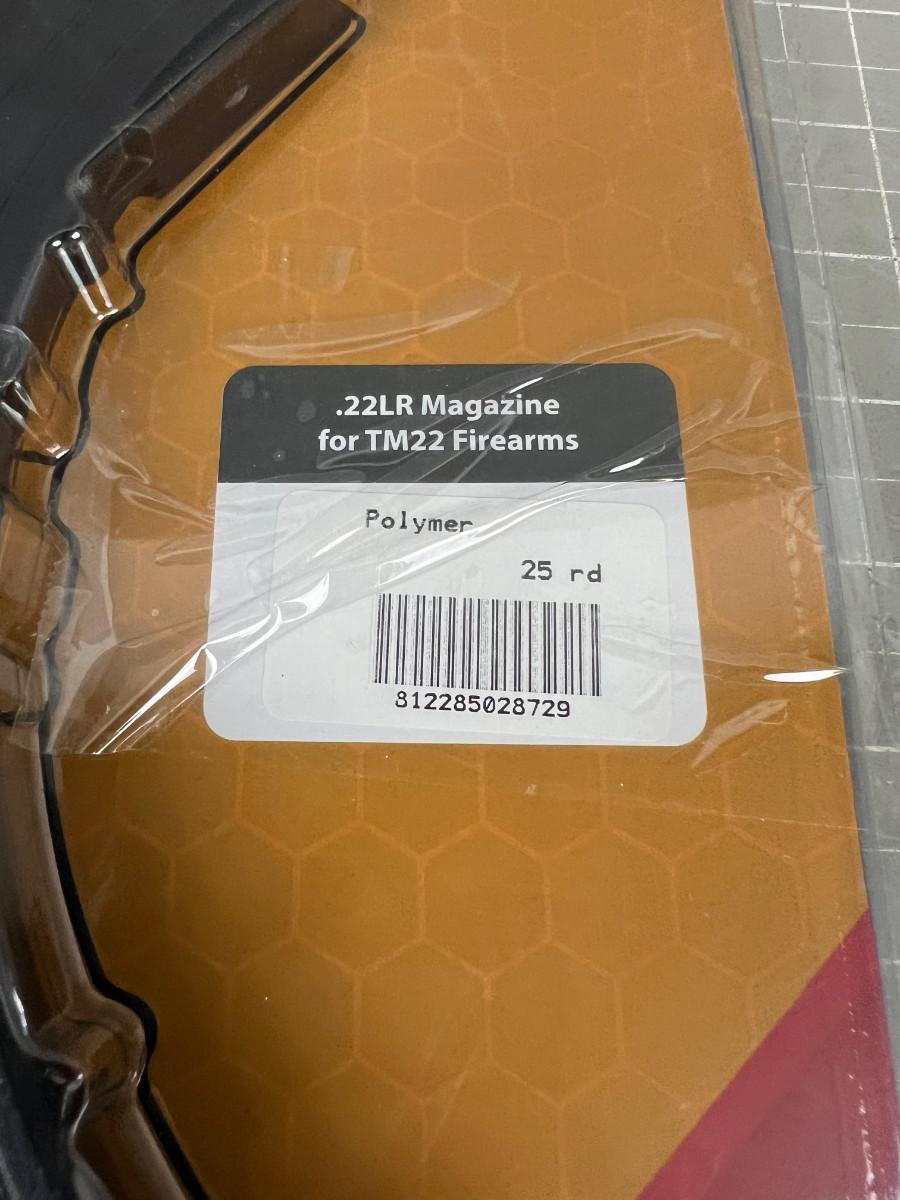 .22LR Magazine
for TM22 Firearms
Polymer
25 rd
812285028729